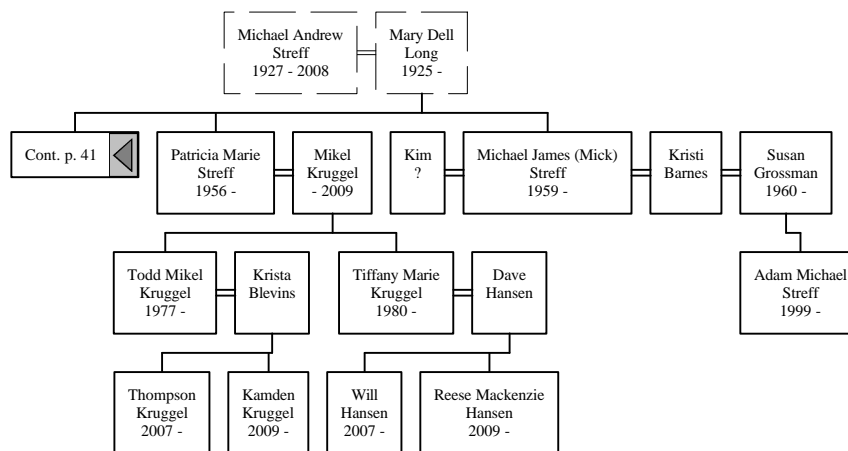 Michael Andrew
Streff
1927 - 2008
Mary Dell
Long
1925 -
Cont. p. 41
Patricia Marie
Streff
1956 -
Mikel
Kruggel
- 2009
Kim
?
Michael James (Mick)
Streff
1959 -
Kristi
Barnes
Susan
Grossman
1960 -
Todd Mikel
Kruggel
1977 -
Krista
Blevins
Tiffany Marie
Kruggel
1980 -
Dave
Hansen
Adam Michael
Streff
1999 -
Thompson
Kruggel
2007 -
Kamden
Kruggel
2009 -
Will
Hansen
2007 -
Reese Mackenzie
Hansen
2009 -